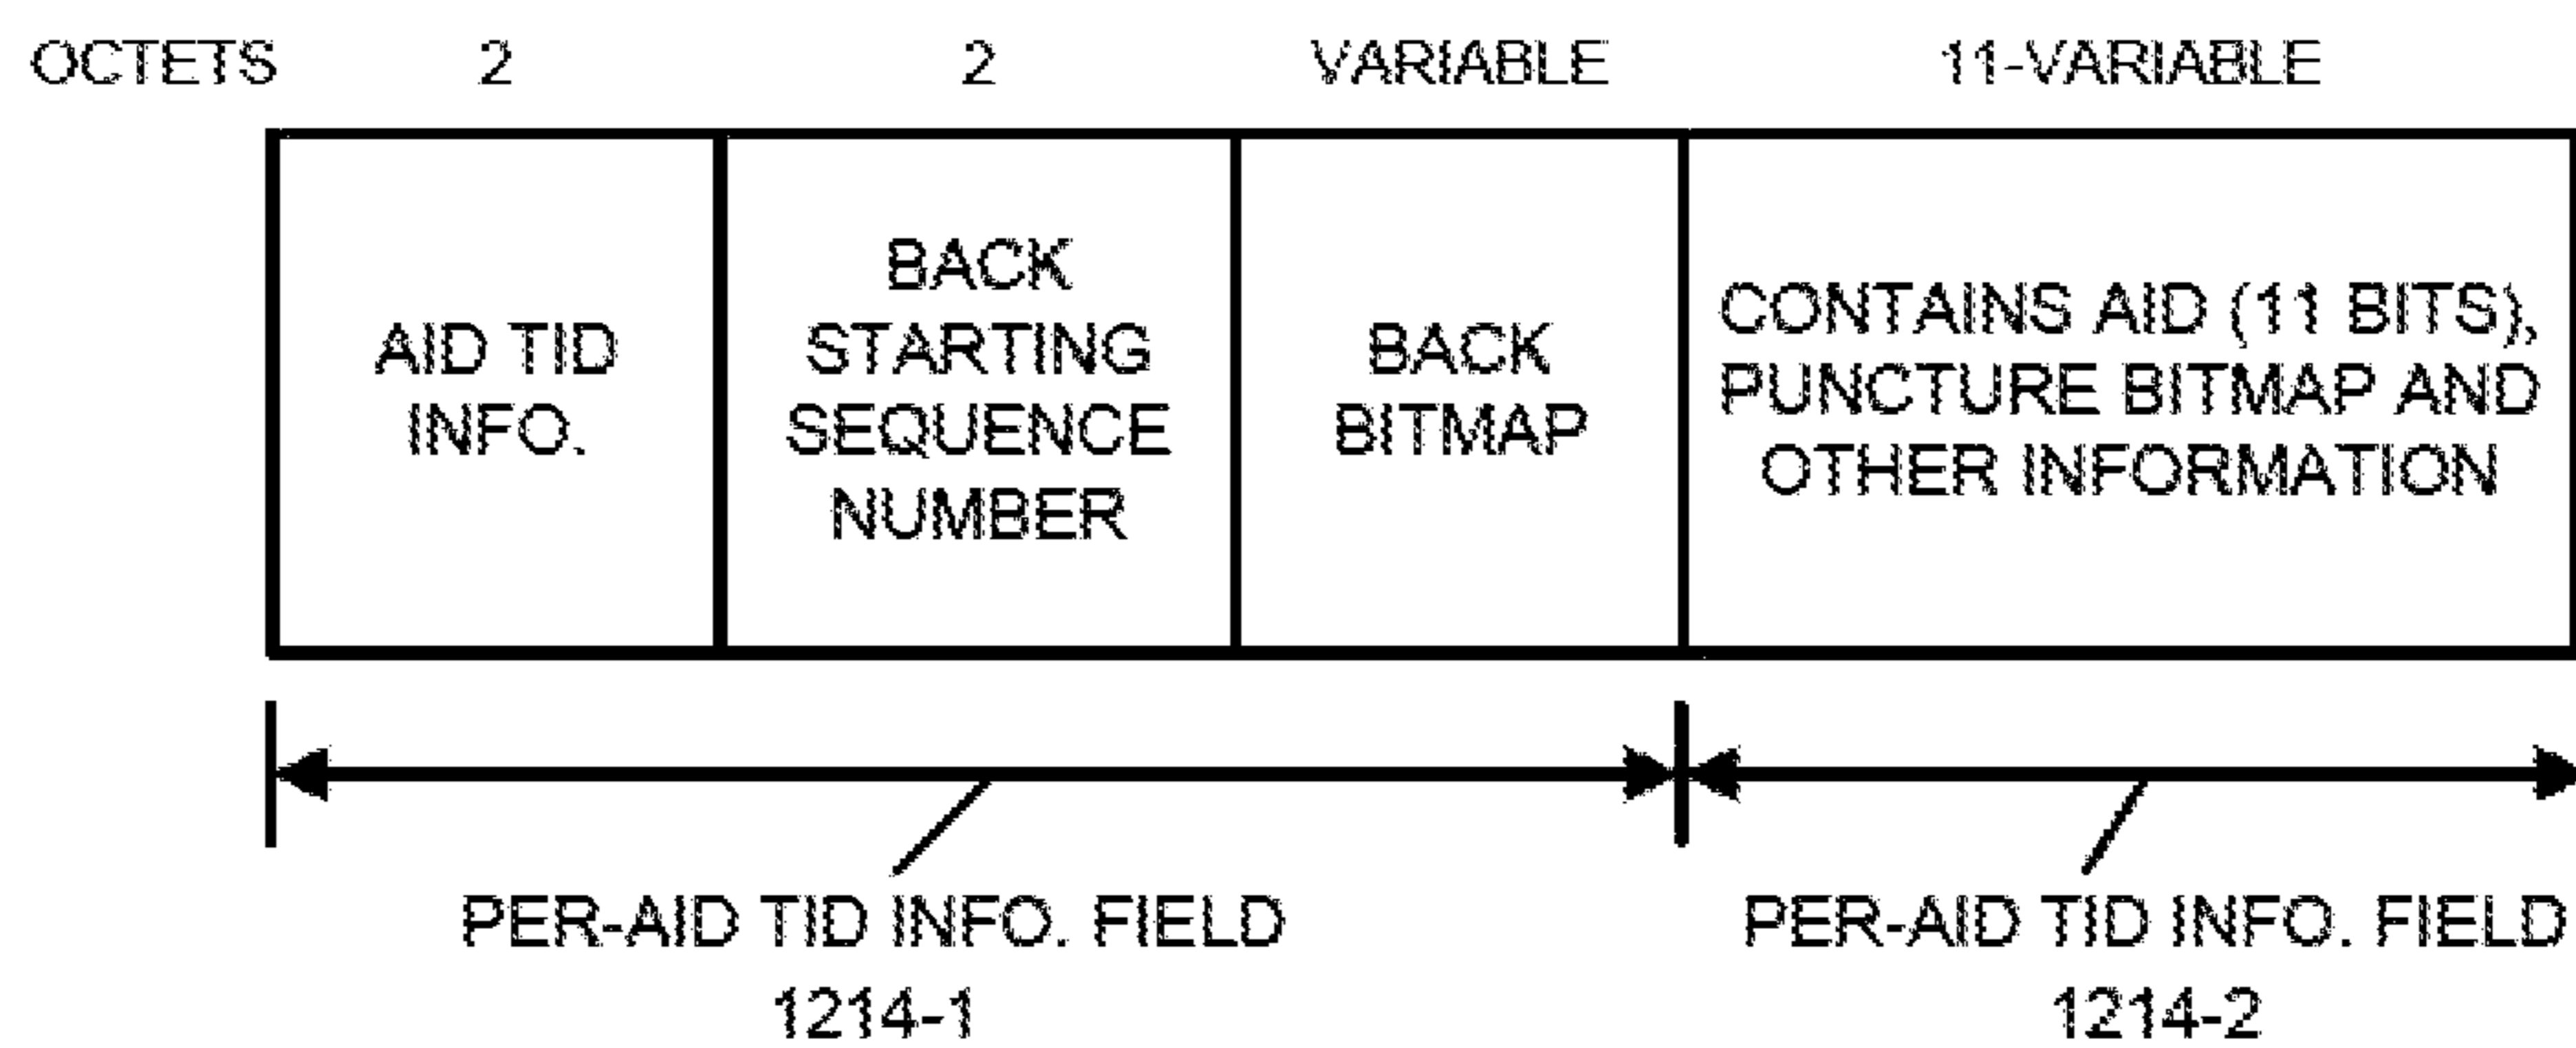 OCTETS 2 2 VARIABLE 11-VARIABLE
AID TID
INFO.
BACK
STARTING
SEQUENCE
NUMBER
BACK
BITMAP
CONTAINS AID (11 BITS),
PUNCTURE BITMAP AND
OTHER INFORMATION
PER-AID TID INFO. FIELD
1214-1
PER-AID TID INFO. FIELD
1214-2